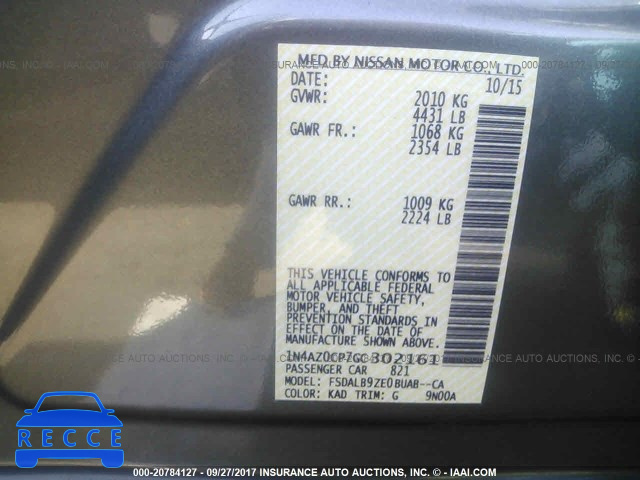 MFD BY NISSAN MOTOR CO., LTD.
DATE: 10/15
GVWR: 2010 KG
4431 LB
GAWR FR.: 1068 KG
2354 LB
GAWR RR.: 1009 KG
2224 LB
THIS VEHICLE CONFORMS TO
ALL APPLICABLE FEDERAL
MOTOR VEHICLE SAFETY,
BUMPER, AND THEFT
PREVENTION STANDARDS IN
EFFECT ON THE DATE OF
MANUFACTURE SHOWN ABOVE.
1N4AZ0CP7GC302161
PASSENGER CAR 821
MODEL: FSDALB9ZE0BUAB--CA
COLOR: KAD TRIM: G 9N00A
RECCE
000-20784127 - 09/27/2017 - INSURANCE AUTO AUCTIONS, INC. - © - IAAI.COM